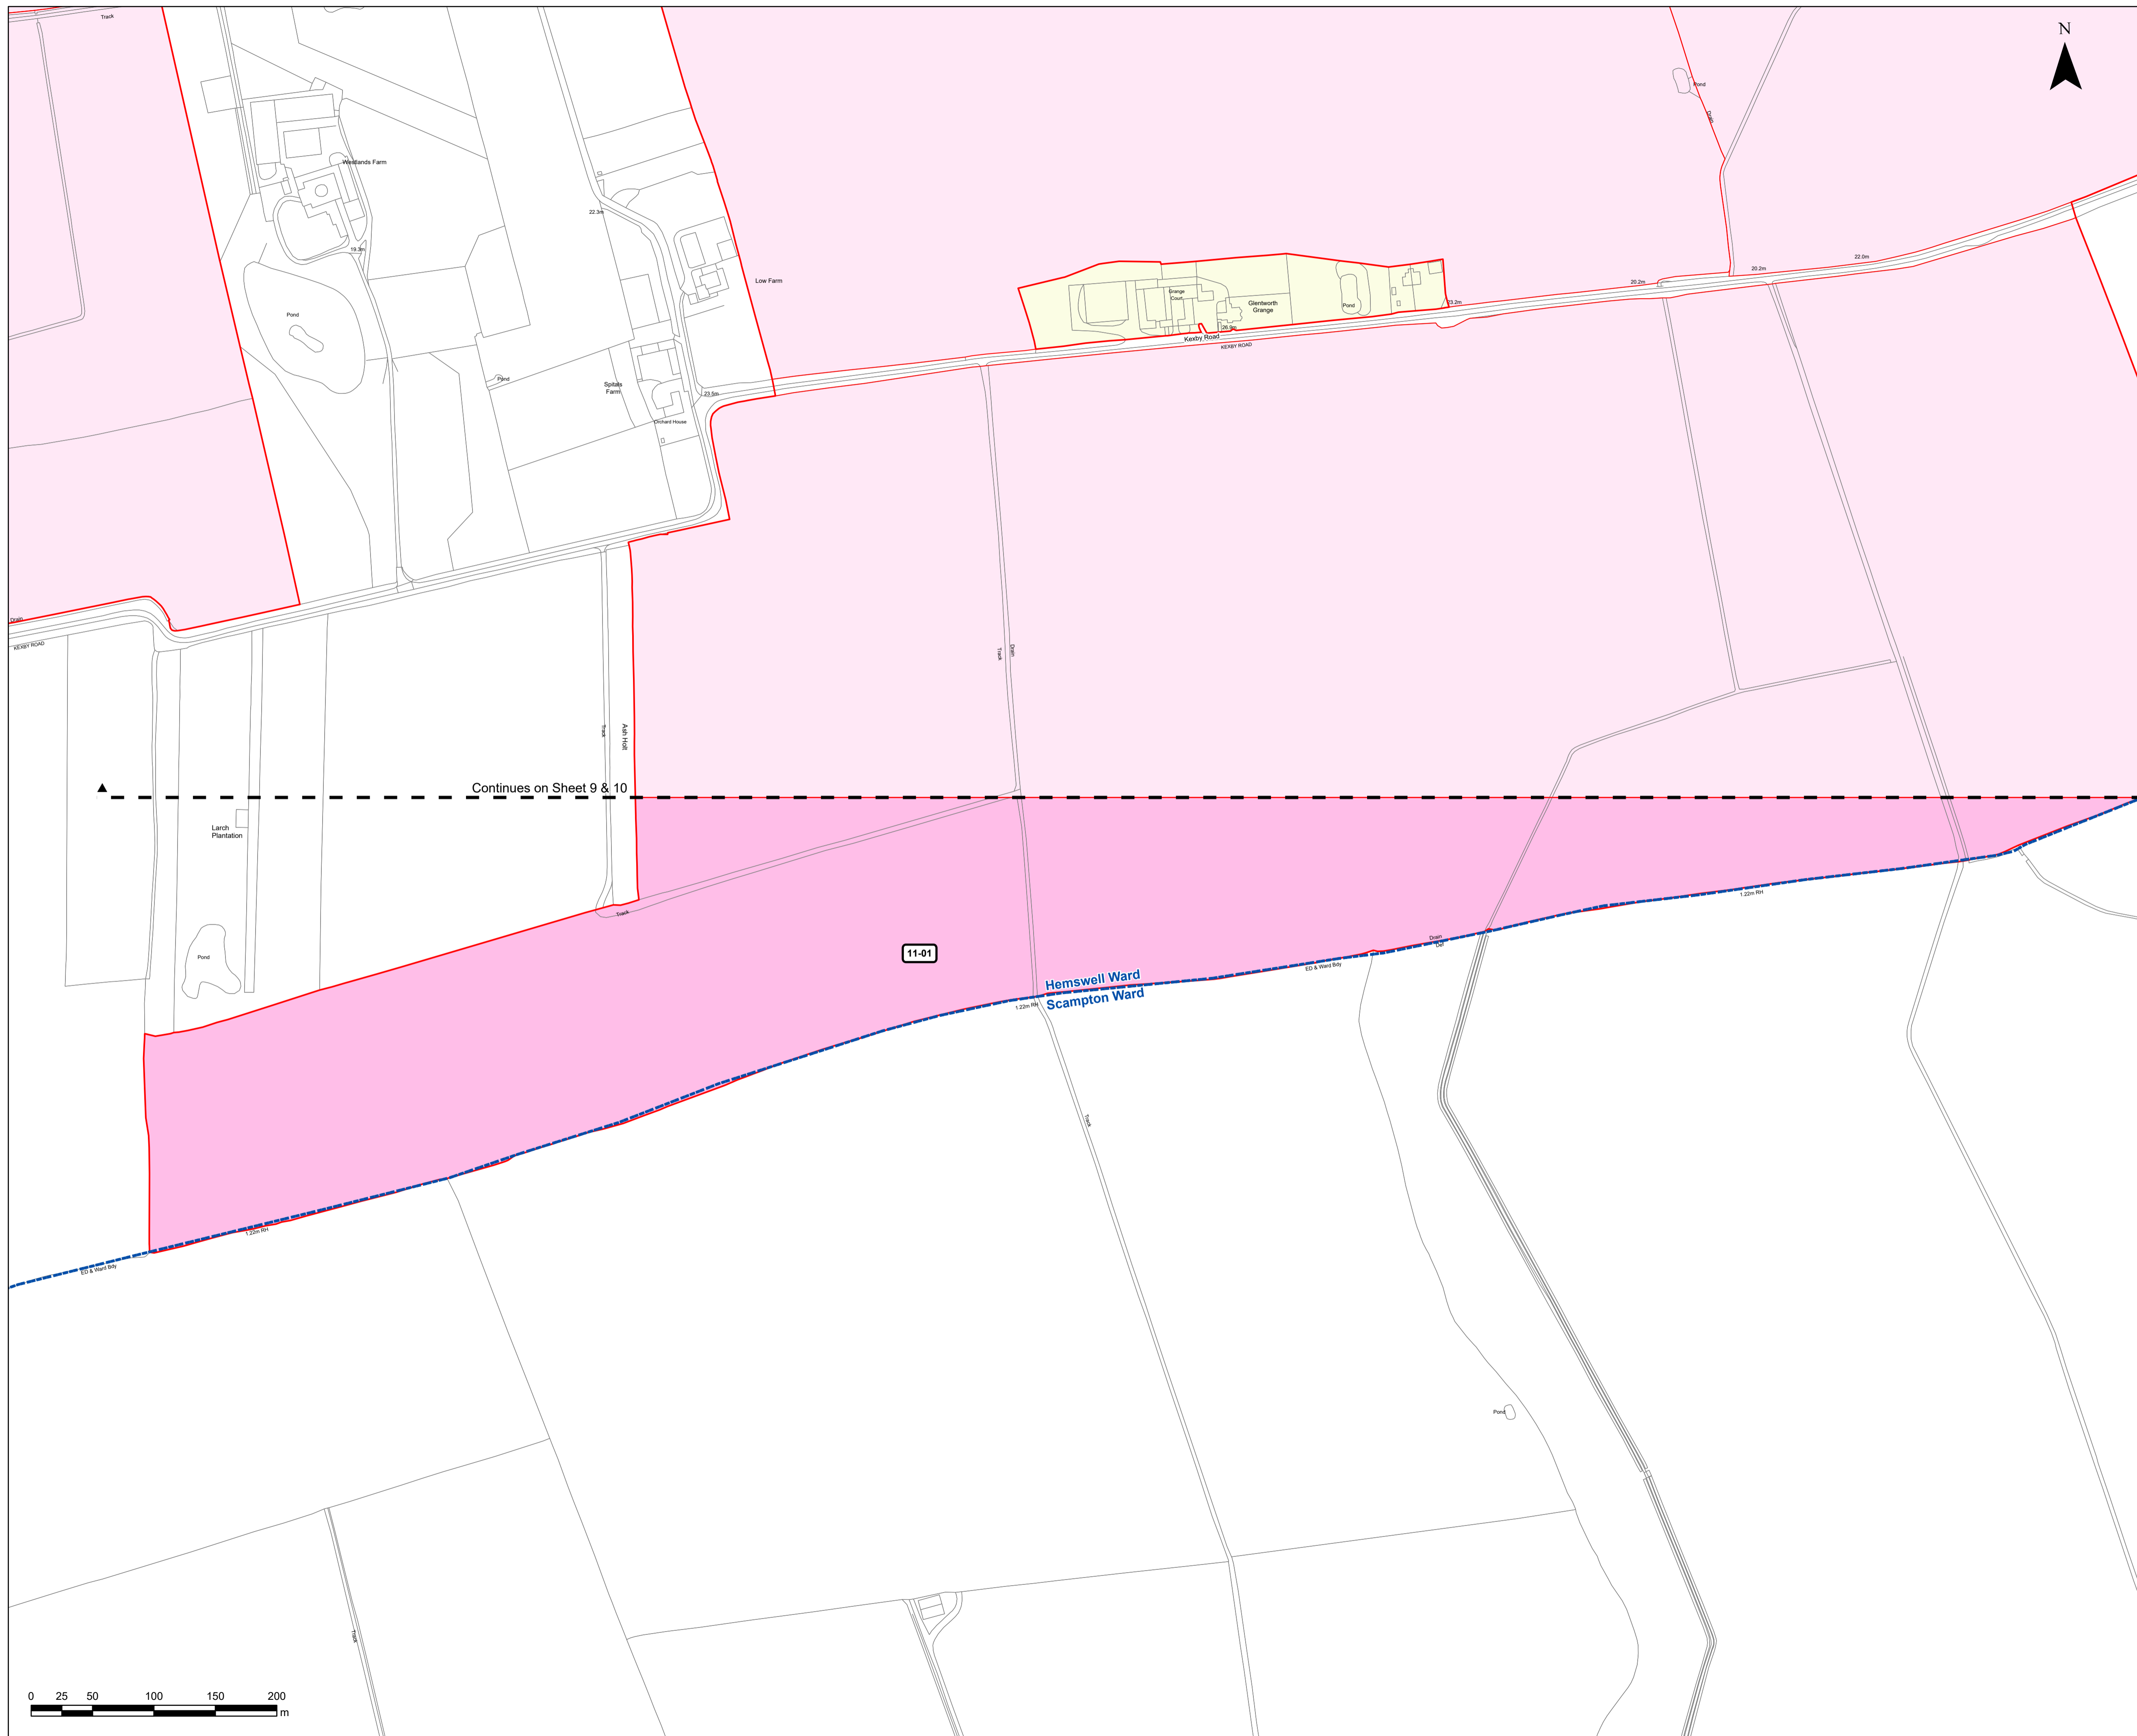 Track
N
Pond
Drain
Westlands Farm
22.3m
19.3m
Low Farm
22.0m
20.2m
20.2m
Grange
Court
Glentworth
Grange
Pond
23.2m
26.9m
Kexby Road
KEXBY ROAD
Pond
Pond
Spitals
Farm
23.5m
Orchard House
Drain
KEXBY ROAD
Track
Drain
Track
Ash Holt
Continues on Sheet 9 & 10
Larch
Plantation
1.22m RH
Track
Drain
Def
11-01
Pond
ED & Ward Bdy
Hemswell Ward
Scampton Ward
1.22m RH
Track
1.22m RH
ED & Ward Bdy
Pond
Track
0 25 50 100 150 200
m